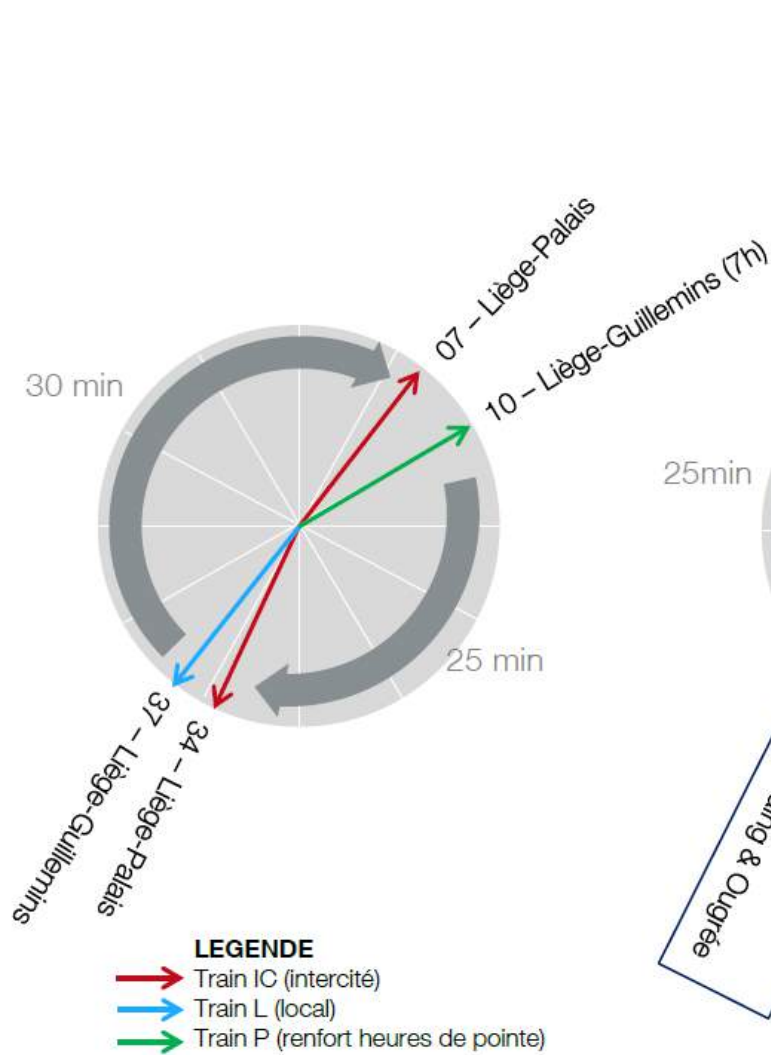 07 – Liège-Palais
10 – Liège-Guillemins (7h)
30 min
25min
25 min
37 – Liège-Guillemins
34 – Liège-Palais
& Ougrée
LEGENDE
Train IC (intercité)
Train L (local)
Train P (renfort heures de pointe)